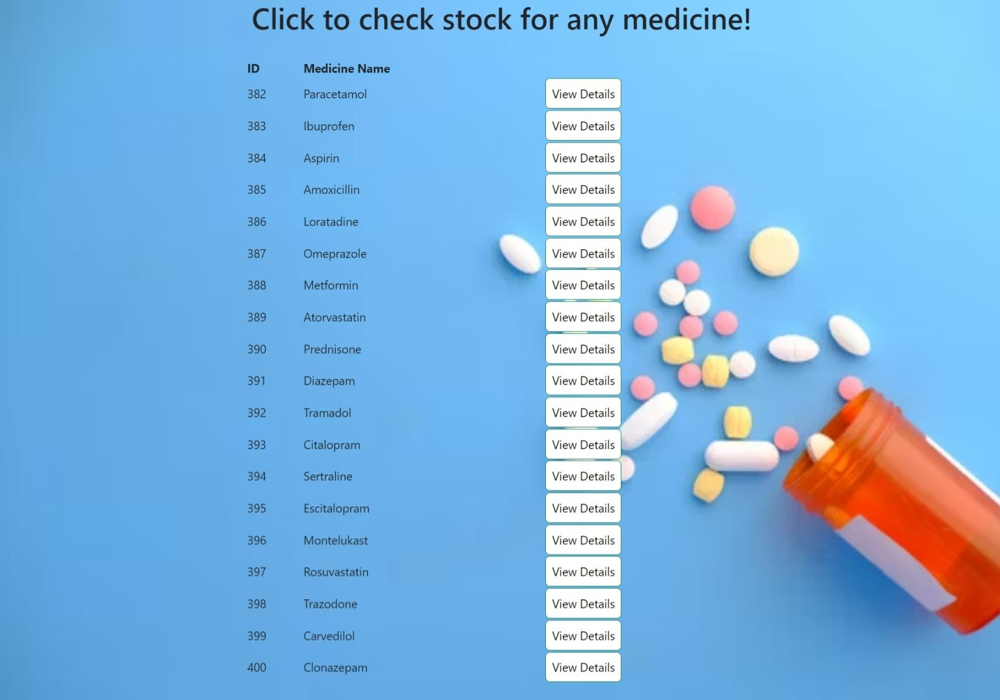 Click to check stock for any medicine!
ID Medicine Name
382 Paracetamol View Details
383 Ibuprofen View Details
384 Aspirin View Details
385 Amoxicillin View Details
386 Loratadine View Details
387 Omeprazole View Details
388 Metformin View Details
389 Atorvastatin View Details
390 Prednisone View Details
391 Diazepam View Details
392 Tramadol View Details
393 Citalopram View Details
394 Sertraline View Details
395 Escitalopram View Details
396 Montelukast View Details
397 Rosuvastatin View Details
398 Trazodone View Details
399 Carvedilol View Details
400 Clonazepam View Details